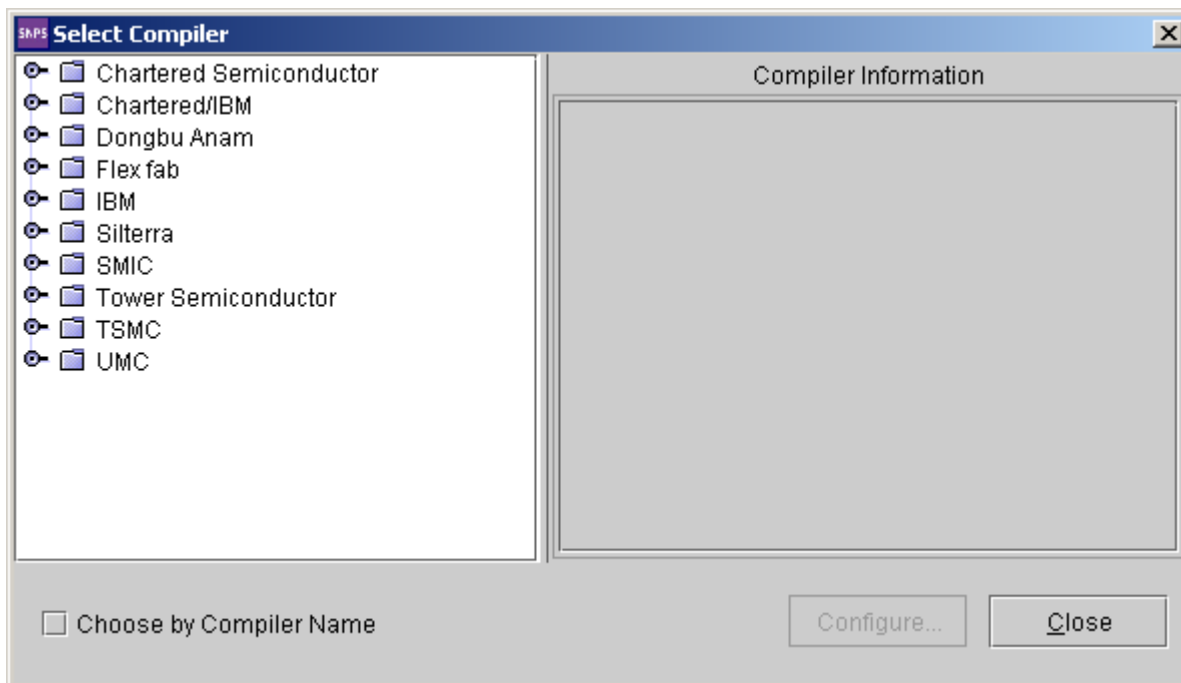 SNPS Select Compiler
Chartered Semiconductor
Chartered/IBM
Dongbu Anam
Flex fab
IBM
Silterra
SMIC
Tower Semiconductor
TSMC
UMC
Compiler Information
Choose by Compiler Name
Configure...
Close